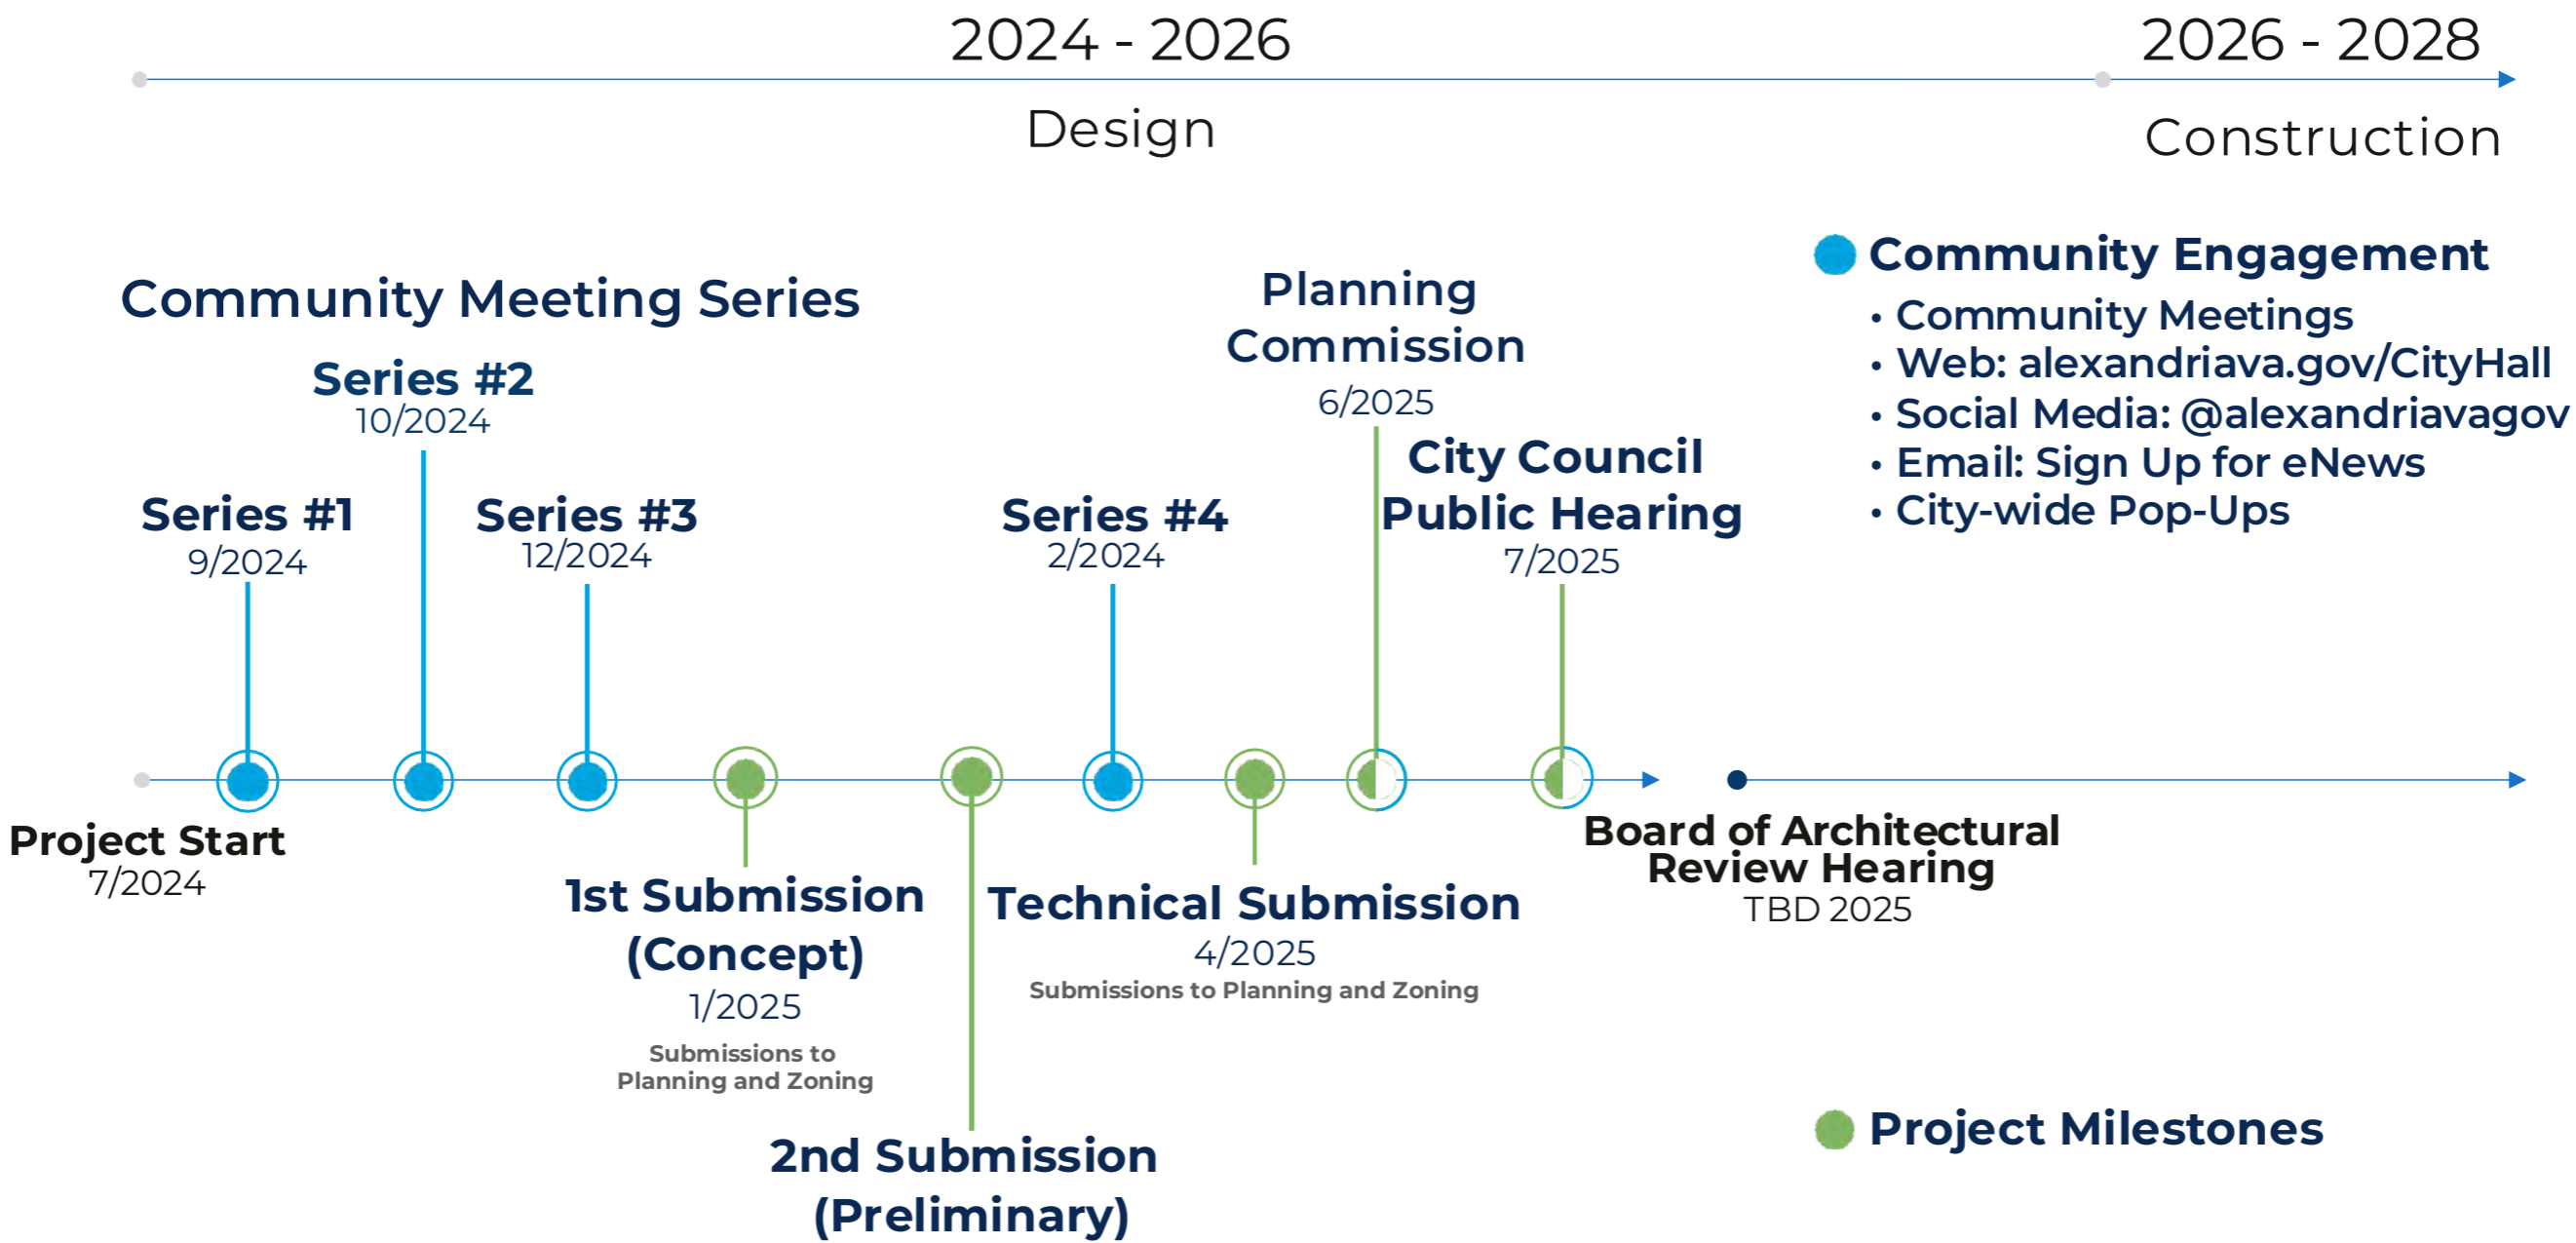 2024 - 2026
2026 - 2028
Design
Construction
Community Meeting Series
Series #1
9/2024
Series #2
10/2024
Series #3
12/2024
Series #4
2/2024
Planning
Commission
6/2025
City Council
Public Hearing
7/2025
Community Engagement
• Community Meetings
• Web: alexandriava.gov/CityHall
• Social Media: @alexandriavagov
• Email: Sign Up for eNews
• City-wide Pop-Ups
Project Start
7/2024
1st Submission
(Concept)
1/2025
Submissions to
Planning and Zoning
2nd Submission
(Preliminary)
Technical Submission
4/2025
Submissions to Planning and Zoning
Board of Architectural
Review Hearing
TBD 2025
Project Milestones